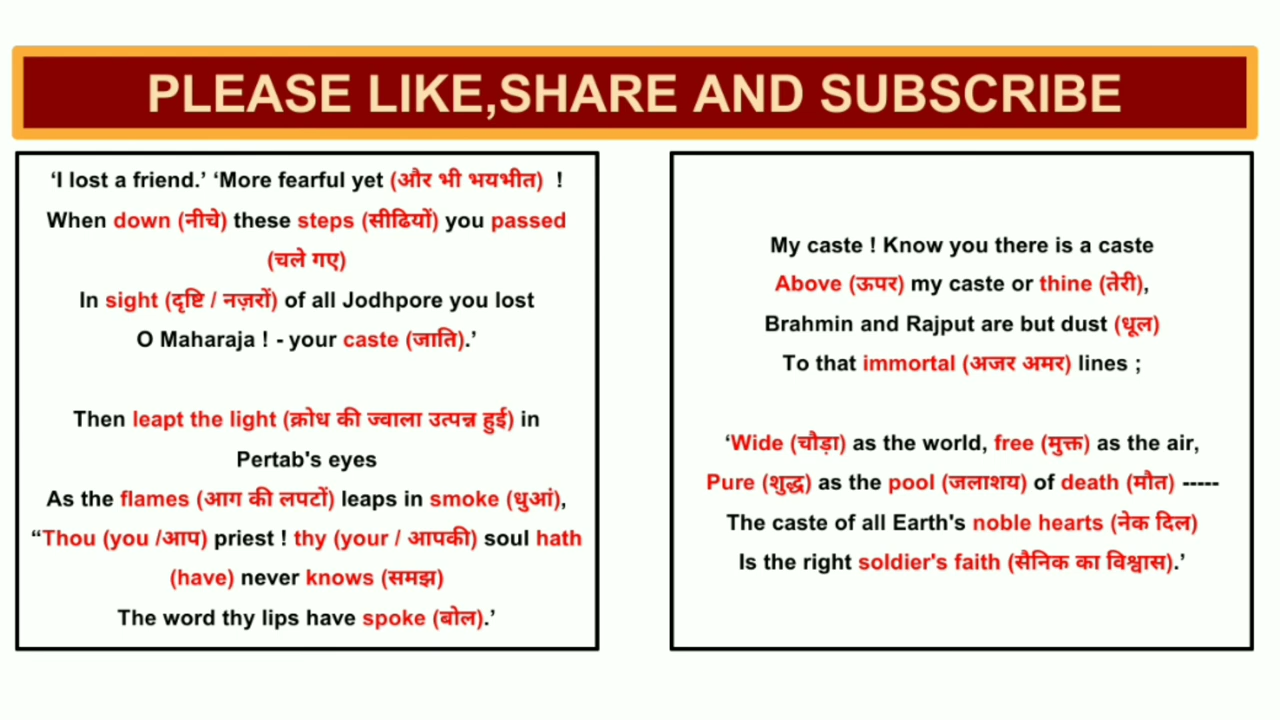 PLEASE LIKE,SHARE AND SUBSCRIBE
‘I lost a friend.’ ‘More fearful yet (और भी भयभीत) !
When down (नीचे) these steps (सीढियों) you passed
(चले गए)
In sight (दृष्टि / नज़रों) of all Jodhpore you lost
O Maharaja ! - your caste (जाति).’
Then leapt the light (क्रोध की ज्वाला उत्पन्न हुई) in
Pertab's eyes
As the flames (आग की लपटों) leaps in smoke (धुआं),
“Thou (you /आप) priest ! thy (your / आपकी) soul hath
(have) never knows (समझ)
The word thy lips have spoke (बोल).’
My caste ! Know you there is a caste
Above (ऊपर) my caste or thine (तेरी),
Brahmin and Rajput are but dust (धूल)
To that immortal (अजर अमर) lines ;
‘Wide (चौड़ा) as the world, free (मुक्त) as the air,
Pure (शुद्ध) as the pool (जलाशय) of death (मौत) -----
The caste of all Earth's noble hearts (नेक दिल)
Is the right soldier's faith (सैनिक का विश्वास).’